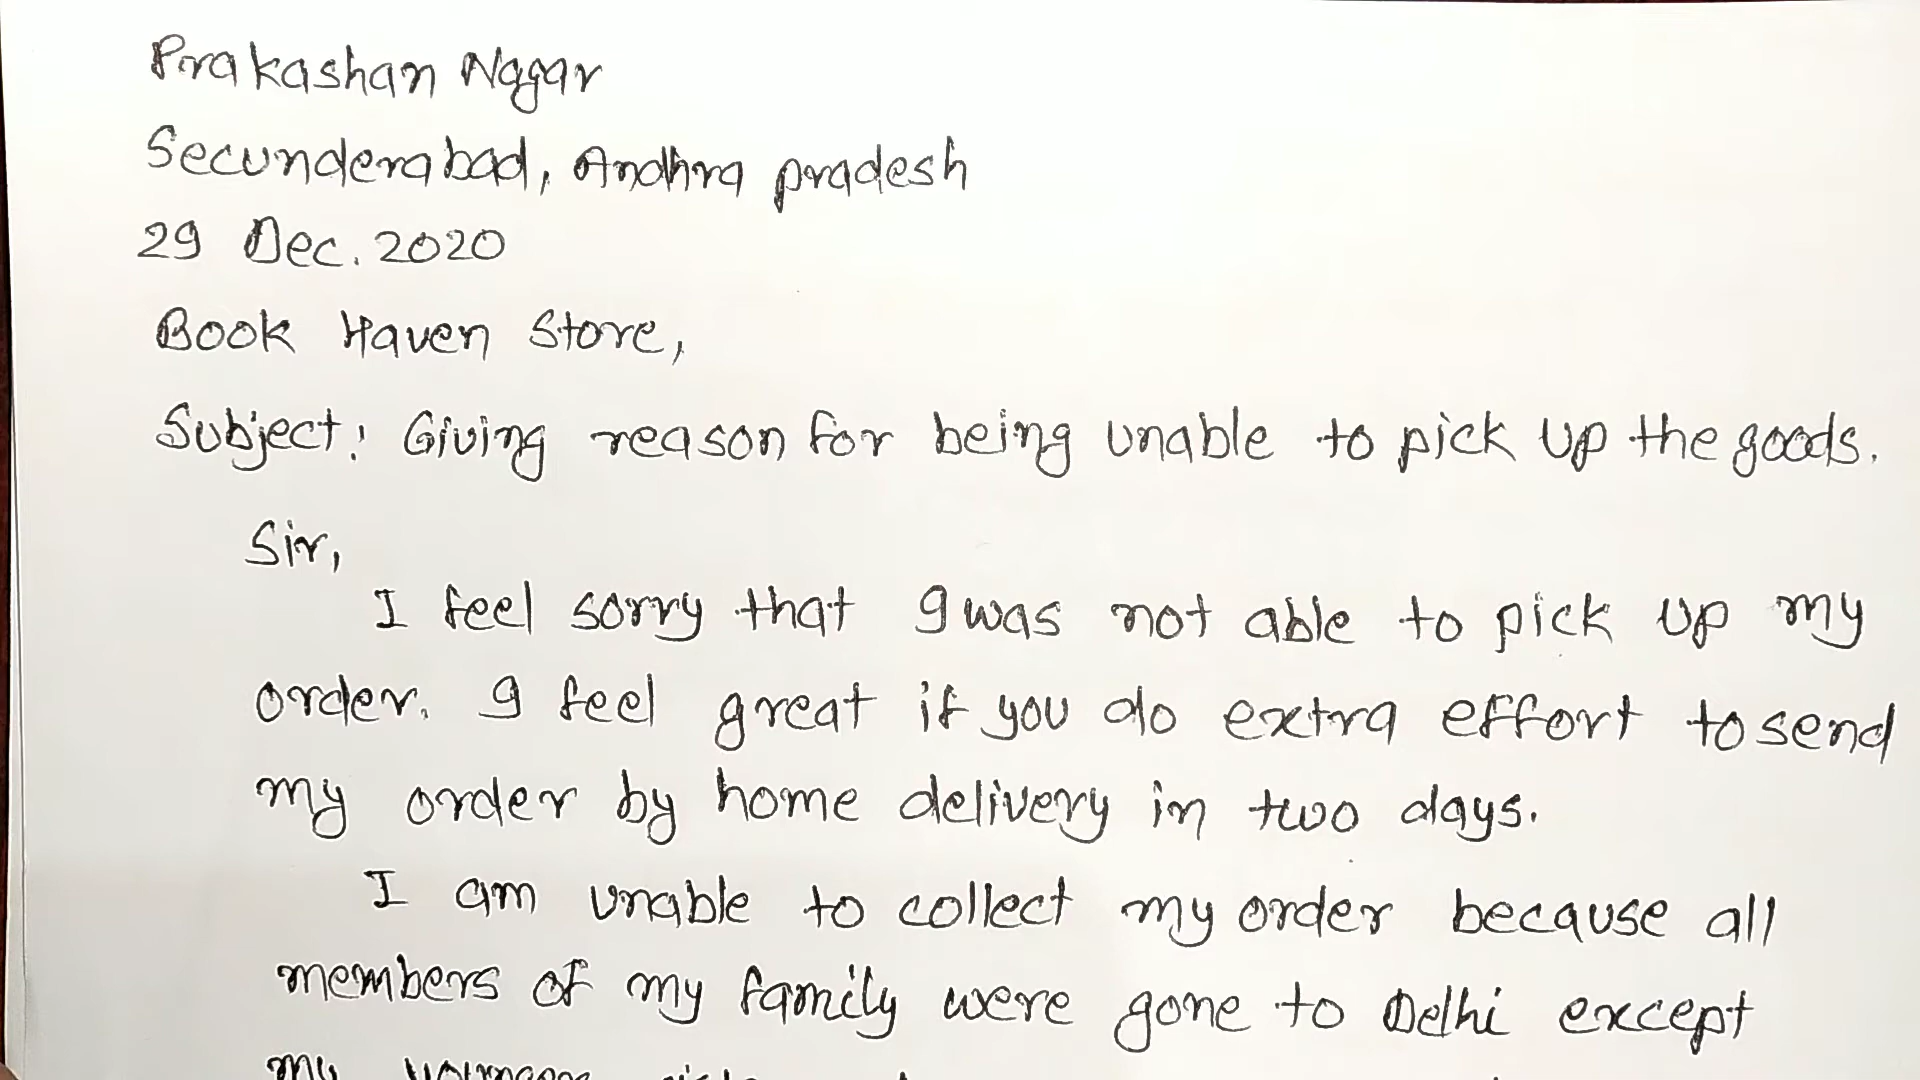 Prakashan Nagar
Secunderabad, Andhra pradesh
29 Dec. 2020
Book Haven Store,
Subject: Giving reason for being unable to pick up the goods.
Sir,
I feel sorry that I was not able to pick up my
order. I feel great if you do extra effort to send
my order by home delivery in two days.
I am unable to collect my order because all
members of my family were gone to Delhi except
my